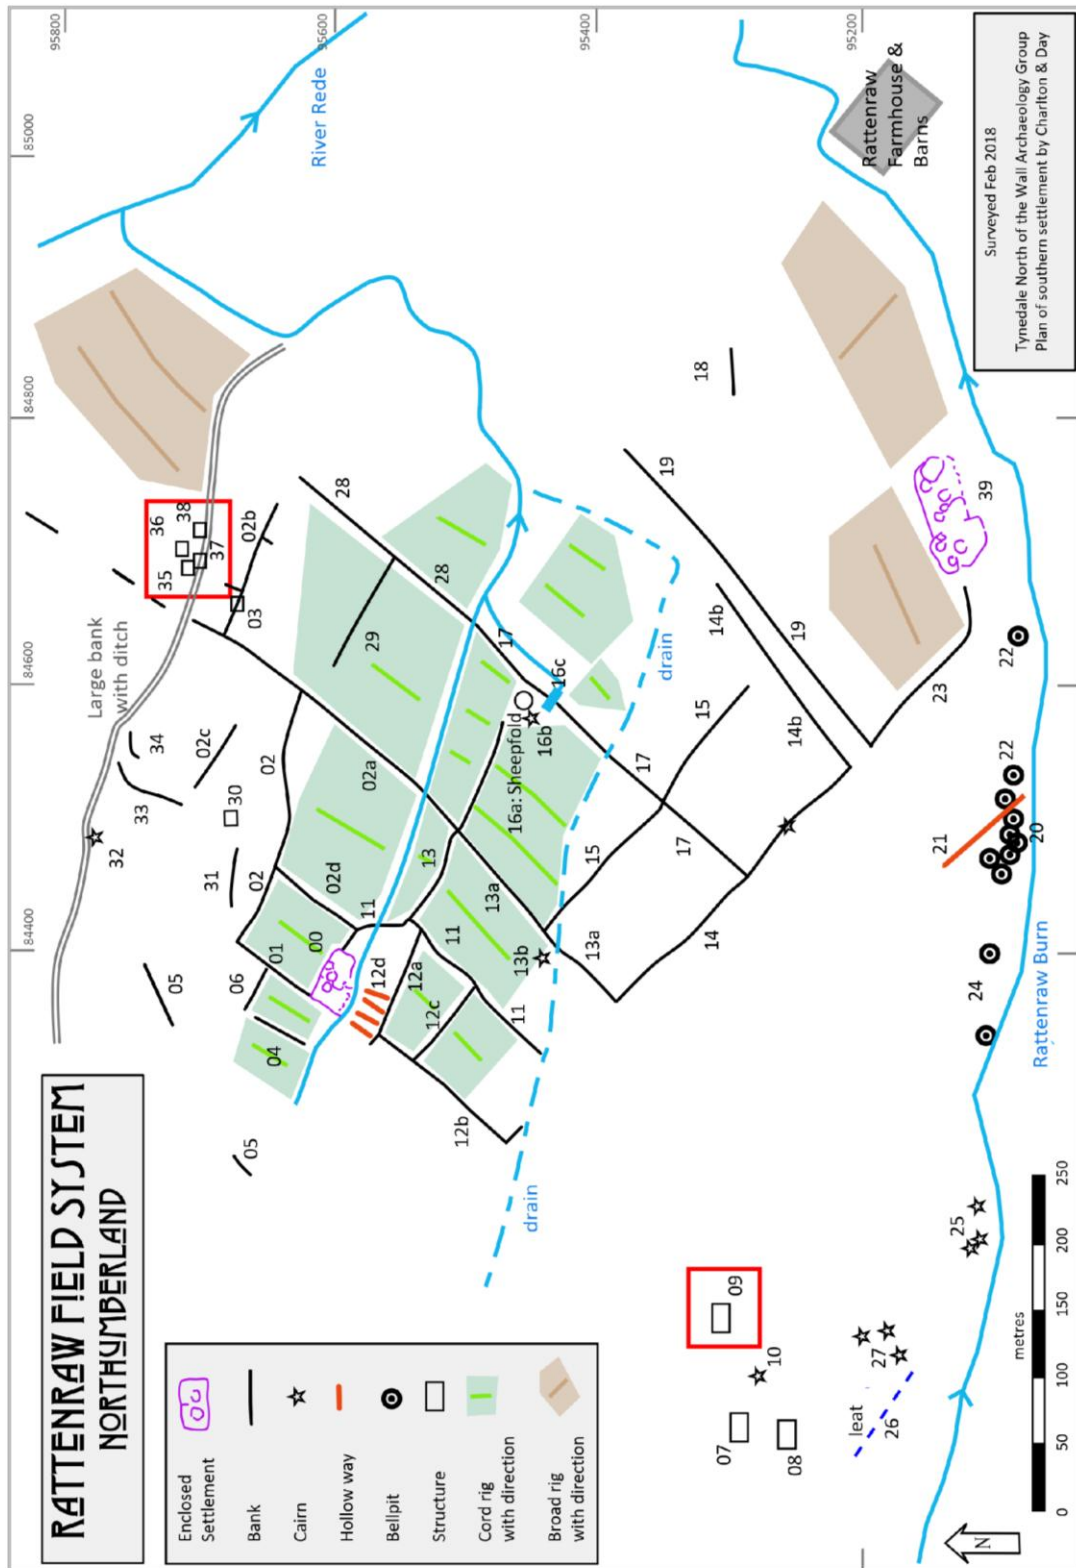 RATTENRAW FIELD SYSTEM
NORTHUMBERLAND
Enclosed
Settlement
Bank
Cairn
Hollow way
Bellpit
Structure
Cord rig
with direction
Broad rig
with direction
95800
95600
95400
95200
84400
84600
84800
85000
River Rede
Large bank
with ditch
32
33
34
02c
02
30
31
02
05
06
01
00
04
05
02a
02d
35
36
37
38
02b
03
28
28
29
11
13
11
11
12d
12a
12c
12b
13a
13b
13a
16a: Sheepfold
16b
16c
17
17
17
drain
drain
15
15
14
14b
14b
18
19
19
Rattenraw
Farmhouse &
Barns
39
23
22
22
21
20
24
Rattenraw Burn
25
09
10
07
08
27
leat
26
0
50
100
150
200
250
metres
N
Surveyed Feb 2018
Tynedale North of the Wall Archaeology Group
Plan of southern settlement by Charlton & Day